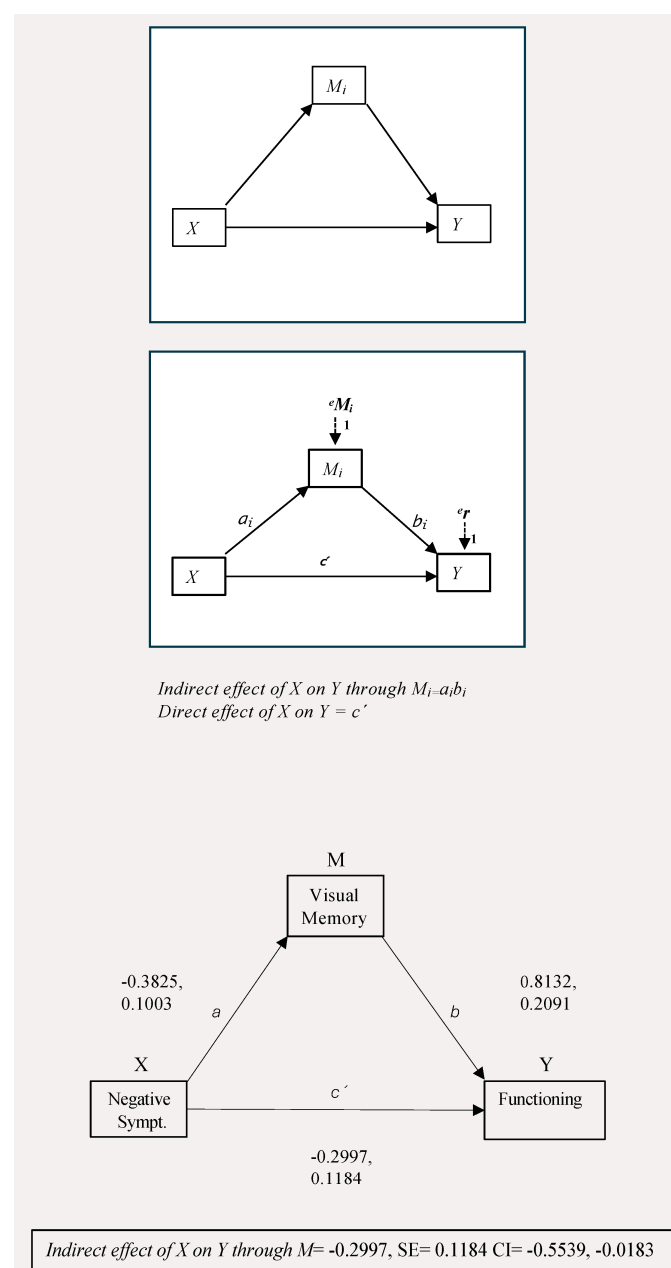 Mi
X
Y
eMi
1
Mi
ai
bi
er
1
X
c´
Y
Indirect effect of X on Y through Mi=aibi
Direct effect of X on Y = c´
M
Visual
Memory
-0.3825,
0.1003
a
b
0.8132,
0.2091
X
Y
Negative
Sympt.
c´
Functioning
-0.2997,
0.1184
Indirect effect of X on Y through M= -0.2997, SE= 0.1184 CI= -0.5539, -0.0183